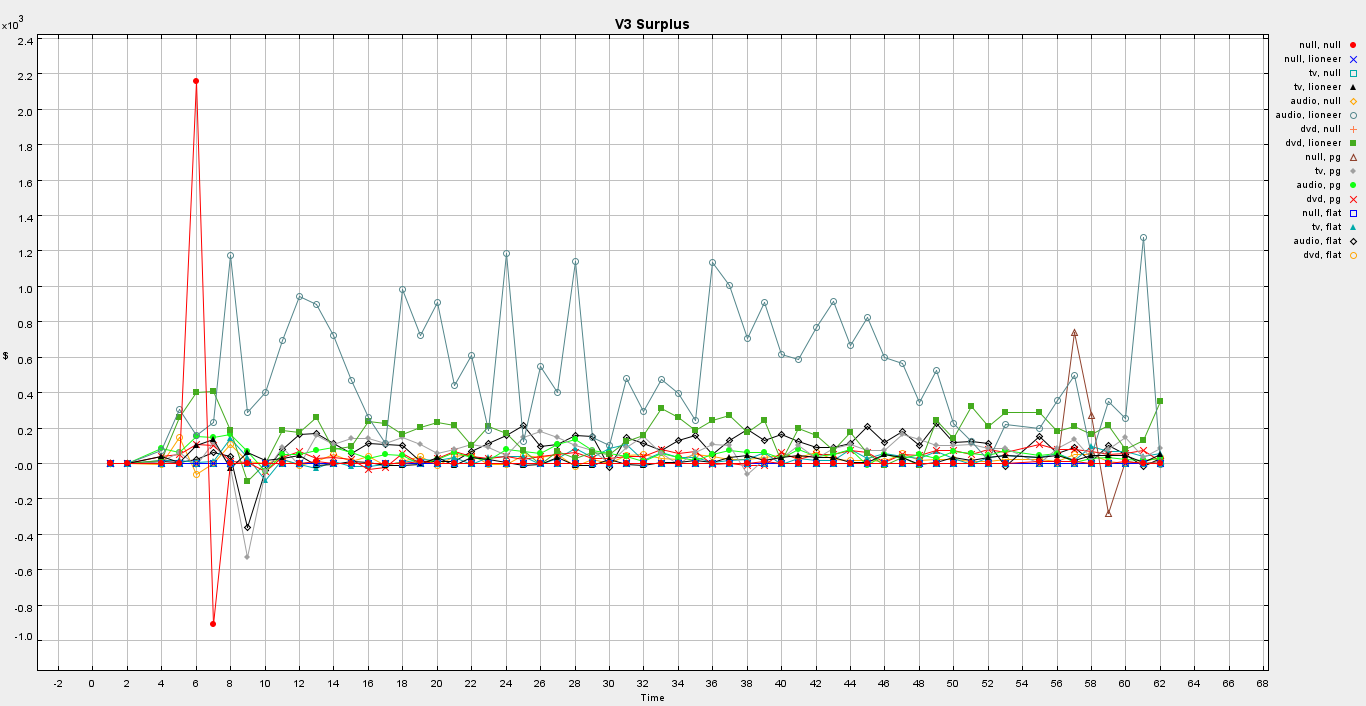 V3 Surplus
×10³
2.4
2.2
2.0
1.8
1.6
1.4
1.2
1.0
0.8
0.6
0.4
0.2
-0.0
-0.2
-0.4
-0.6
-0.8
-1.0
$
-2 0 2 4 6 8 10 12 14 16 18 20 22 24 26 28 30 32 34 36 38 40 42 44 46 48 50 52 54 56 58 60 62 64 66 68
Time
null, null
null, lioneer
tv, null
tv, lioneer
audio, null
audio, lioneer
dvd, null
dvd, lioneer
null, pg
tv, pg
audio, pg
dvd, pg
null, flat
tv, flat
audio, flat
dvd, flat